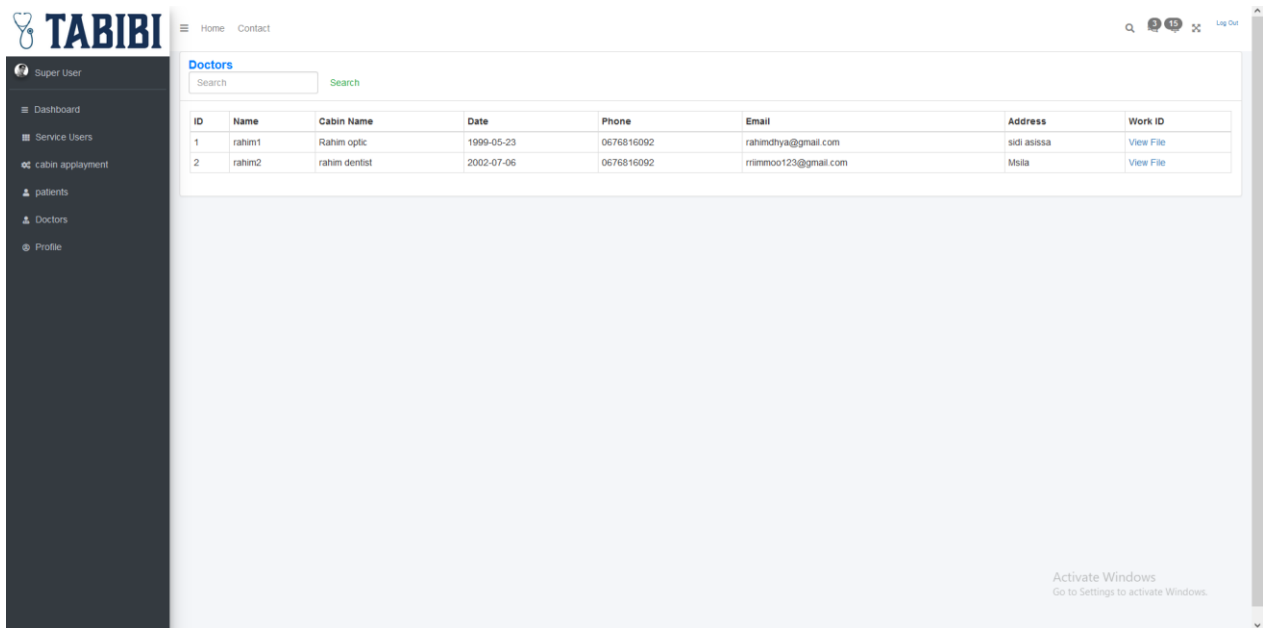 TABIBI
Home Contact
3 15 Log Out
Super User
Dashboard
Service Users
cabin applayment
patients
Doctors
Profile
Doctors
Search Search
ID Name Cabin Name Date Phone Email Address Work ID
1 rahim1 Rahim optic 1999-05-23 0676816092 rahimdhya@gmail.com sidi asissa View File
2 rahim2 rahim dentist 2002-07-06 0676816092 rriimmoo123@gmail.com Msila View File
Activate Windows
Go to Settings to activate Windows.